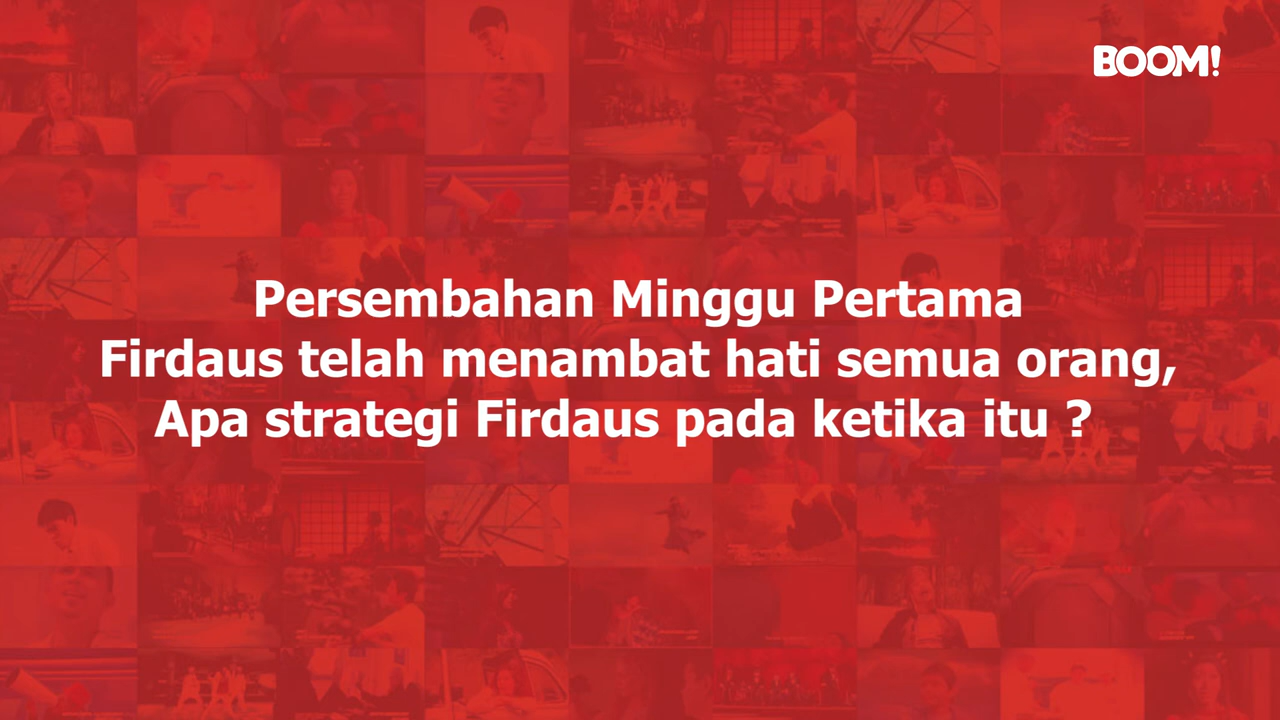 BOOM!
Persembahan Minggu Pertama
Firdaus telah menambat hati semua orang,
Apa strategi Firdaus pada ketika itu ?